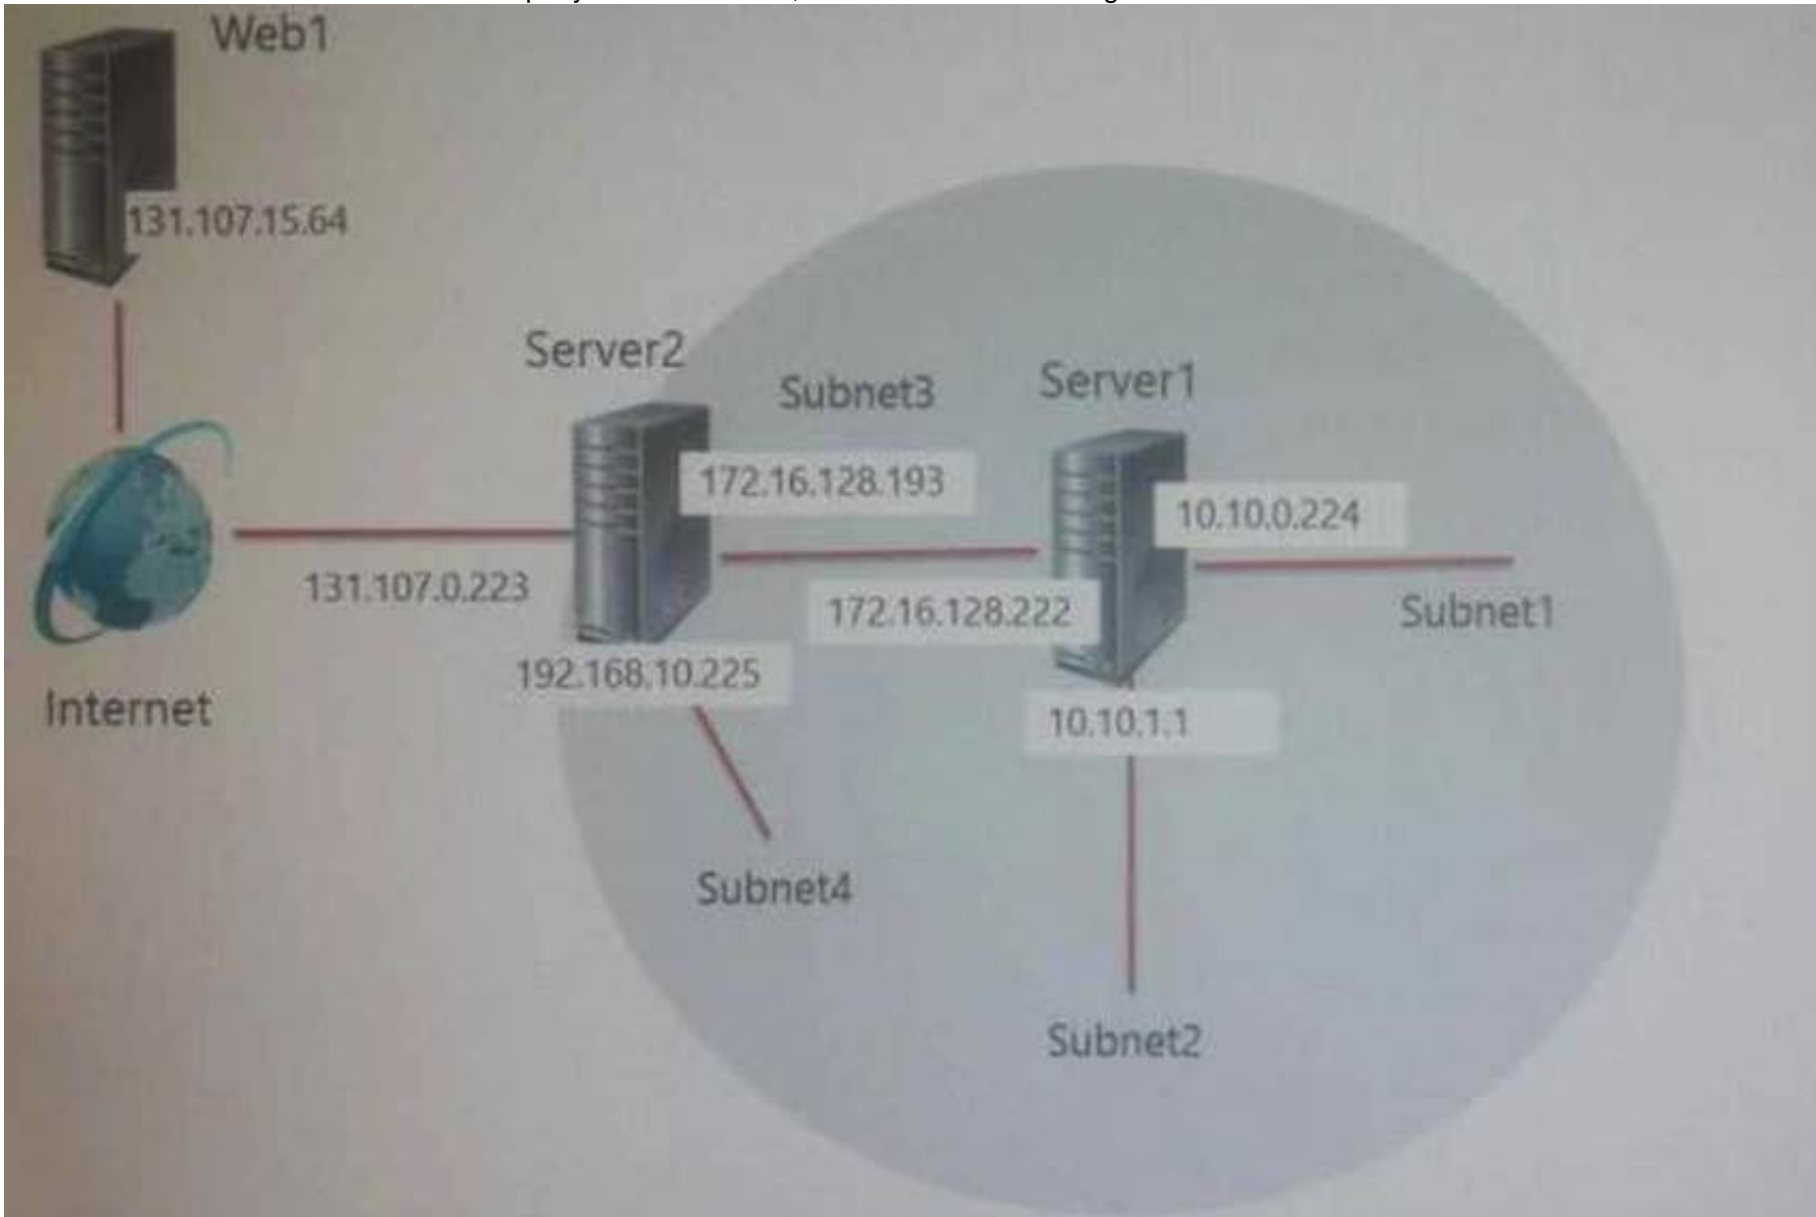 Web1
131.107.15.64
Server2
Subnet3
Server1
172.16.128.193
10.10.0.224
131.107.0.223
172.16.128.222
Subnet1
192.168.10.225
Internet
10.10.1.1
Subnet4
Subnet2